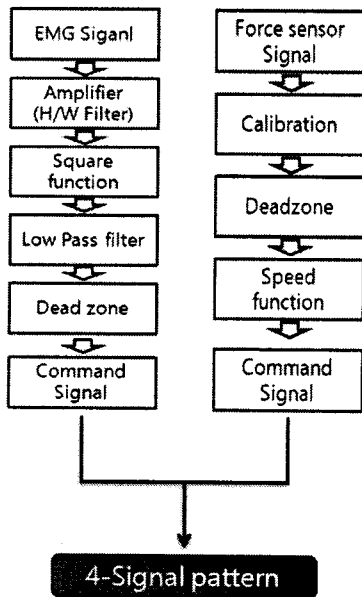 EMG Siganl
Amplifier
(H/W Filter)
Square
function
Low Pass filter
Dead zone
Command
Signal
Force sensor
Signal
Calibration
Deadzone
Speed
function
Command
Signal
4-Signal pattern